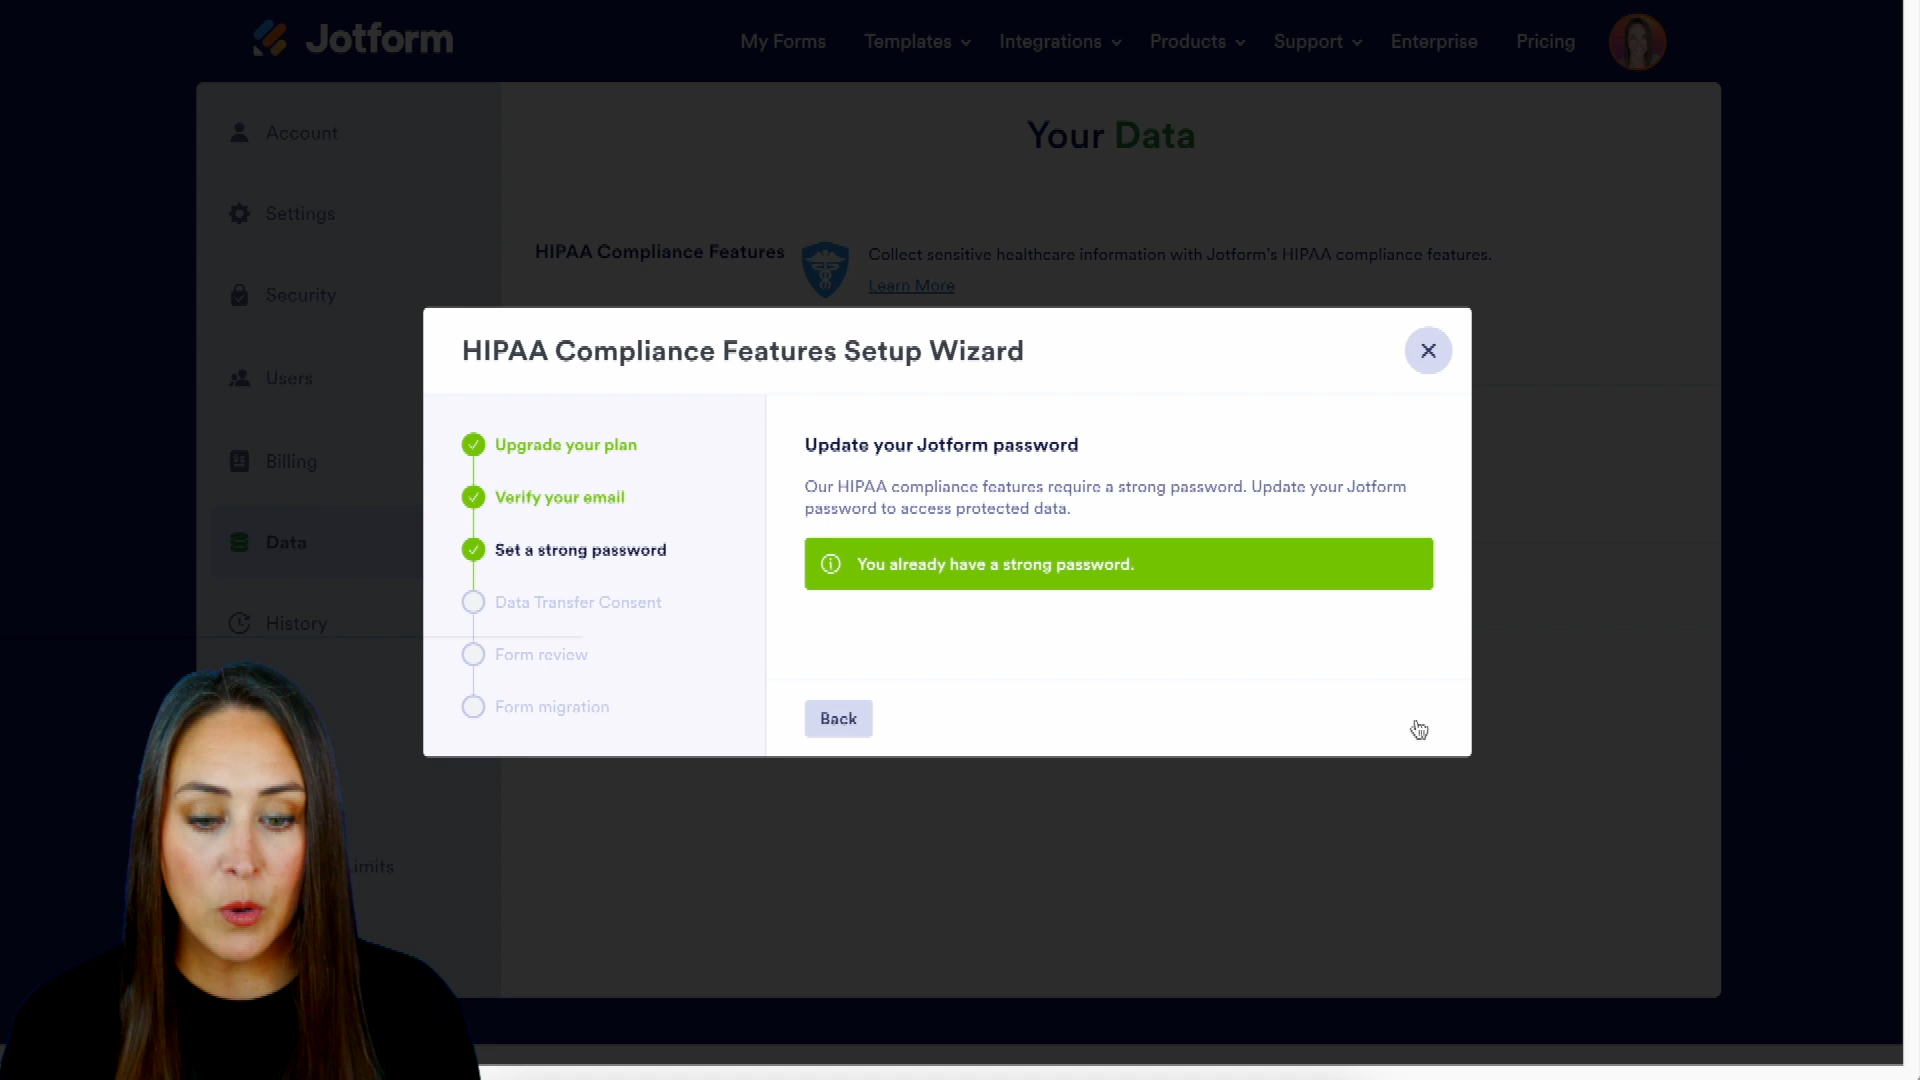 Jotform
My Forms
Templates
Integrations
Products
Support
Enterprise
Pricing
Account
Settings
Security
Users
Billing
Data
History
imits
Your Data
HIPAA Compliance Features
Collect sensitive healthcare information with Jotform's HIPAA compliance features.
Learn More
HIPAA Compliance Features Setup Wizard
Upgrade your plan
Verify your email
Set a strong password
Data Transfer Consent
Form review
Form migration
Update your Jotform password
Our HIPAA compliance features require a strong password. Update your Jotform
password to access protected data.
You already have a strong password.
Back